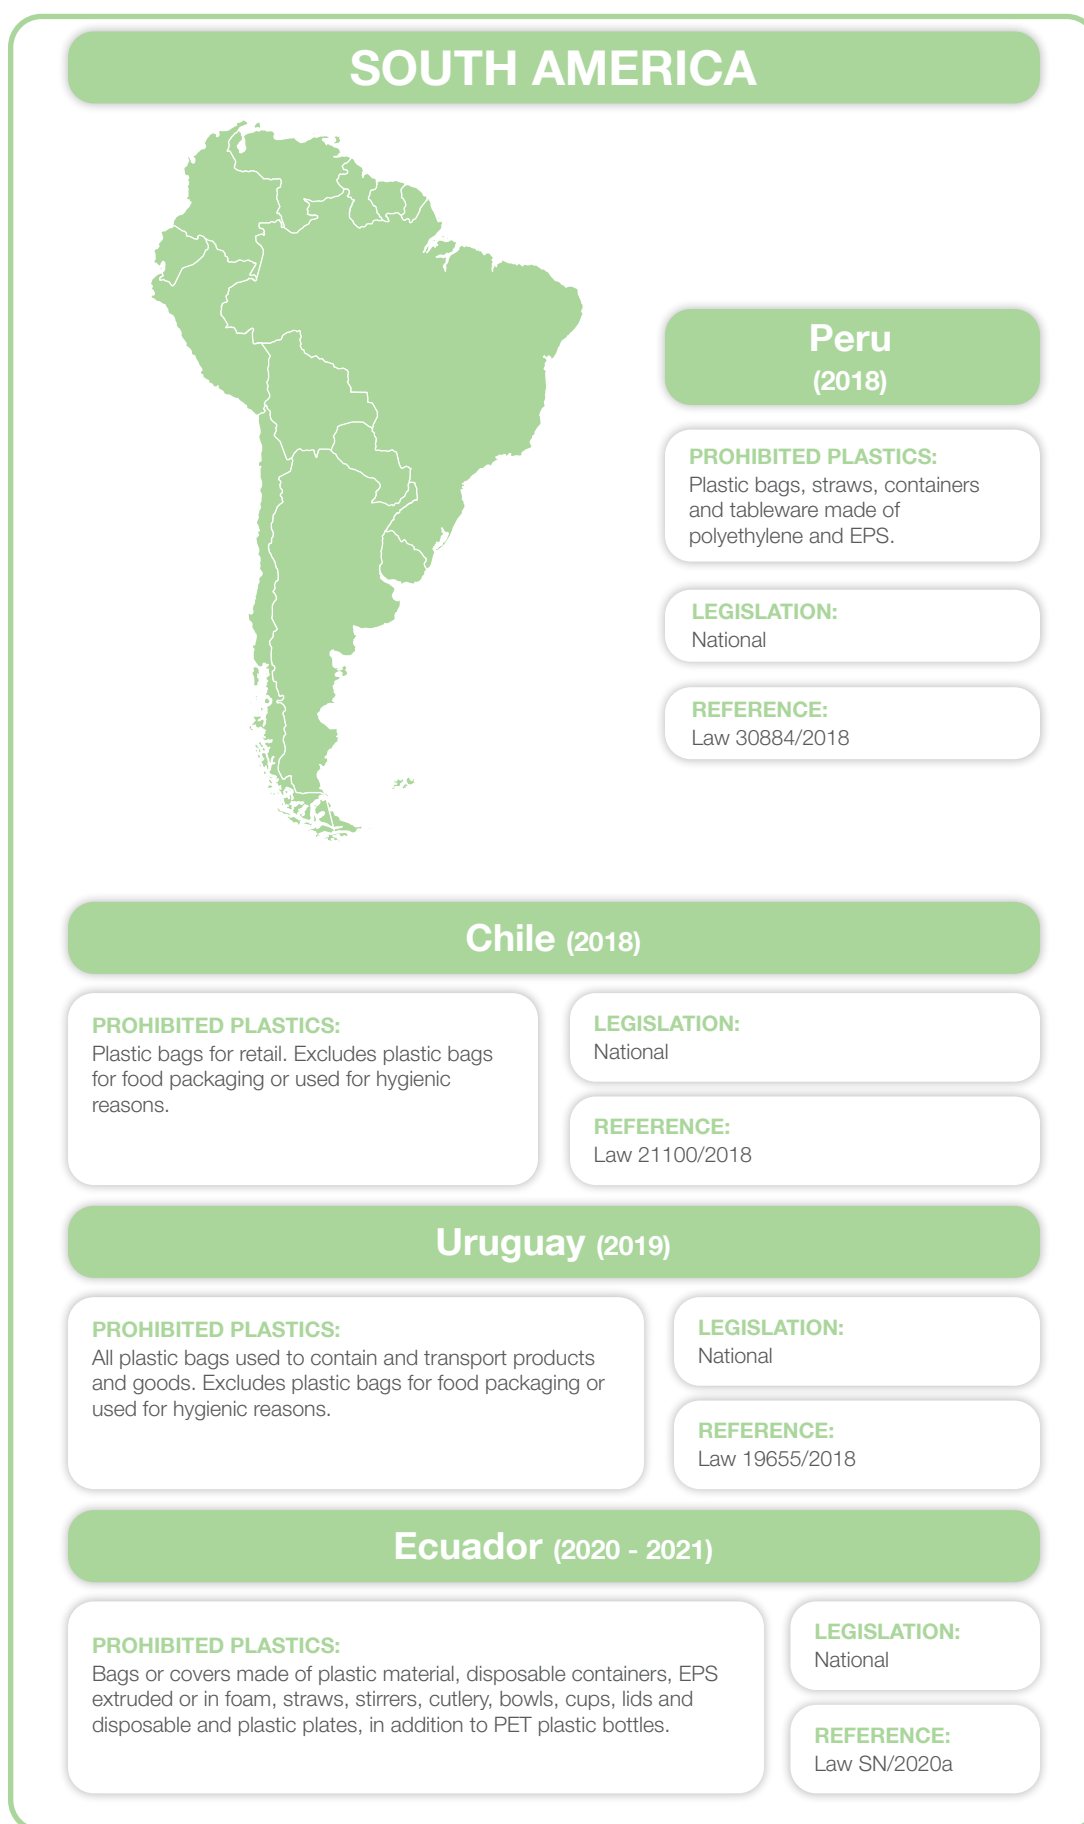 SOUTH AMERICA
Peru
(2018)
PROHIBITED PLASTICS:
Plastic bags, straws, containers
and tableware made of
polyethylene and EPS.
LEGISLATION:
National
REFERENCE:
Law 30884/2018
Chile (2018)
PROHIBITED PLASTICS:
Plastic bags for retail. Excludes plastic bags
for food packaging or used for hygienic
reasons.
LEGISLATION:
National
REFERENCE:
Law 21100/2018
Uruguay (2019)
PROHIBITED PLASTICS:
All plastic bags used to contain and transport products
and goods. Excludes plastic bags for food packaging or
used for hygienic reasons.
LEGISLATION:
National
REFERENCE:
Law 19655/2018
Ecuador (2020 - 2021)
PROHIBITED PLASTICS:
Bags or covers made of plastic material, disposable containers, EPS
extruded or in foam, straws, stirrers, cutlery, bowls, cups, lids and
disposable and plastic plates, in addition to PET plastic bottles.
LEGISLATION:
National
REFERENCE:
Law SN/2020a